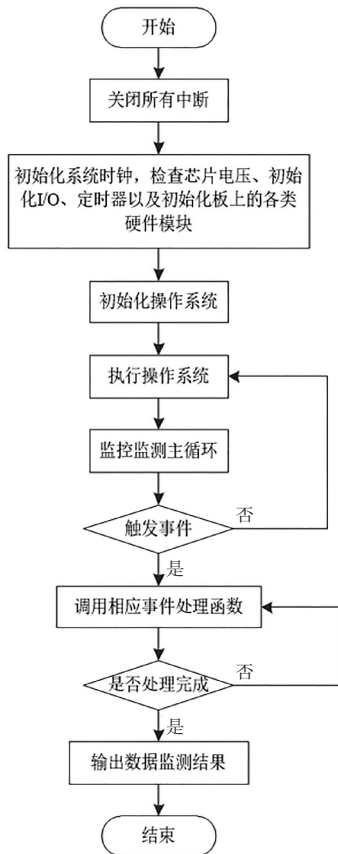 开始
关闭所有中断
初始化系统时钟，检查芯片电压、初始
化I/O、定时器以及初始化板上的各类
硬件模块
初始化操作系统
执行操作系统
监控监测主循环
触发事件
否
是
调用相应事件处理函数
是否处理完成
否
是
输出数据监测结果
结束